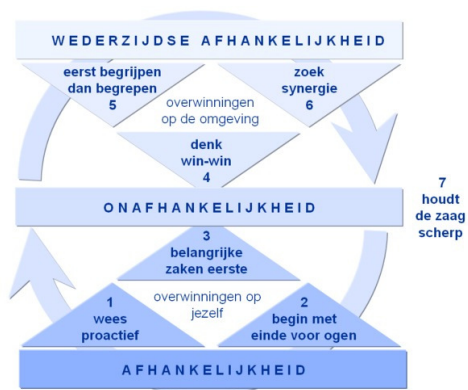 WEDERZIJDSE AFHANKELIJKHEID
eerst begrijpen
dan begrepen
5
zoek
synergie
6
overwinningen
op de omgeving
denk
win-win
4
ONAFHANKELIJKHEID
7
houdt
de zaag
scherp
3
belangrijke
zaken eerste
1
wees
proactief
overwinningen op
jezelf
2
begin met
einde voor ogen
AFHANKELIJKHEID